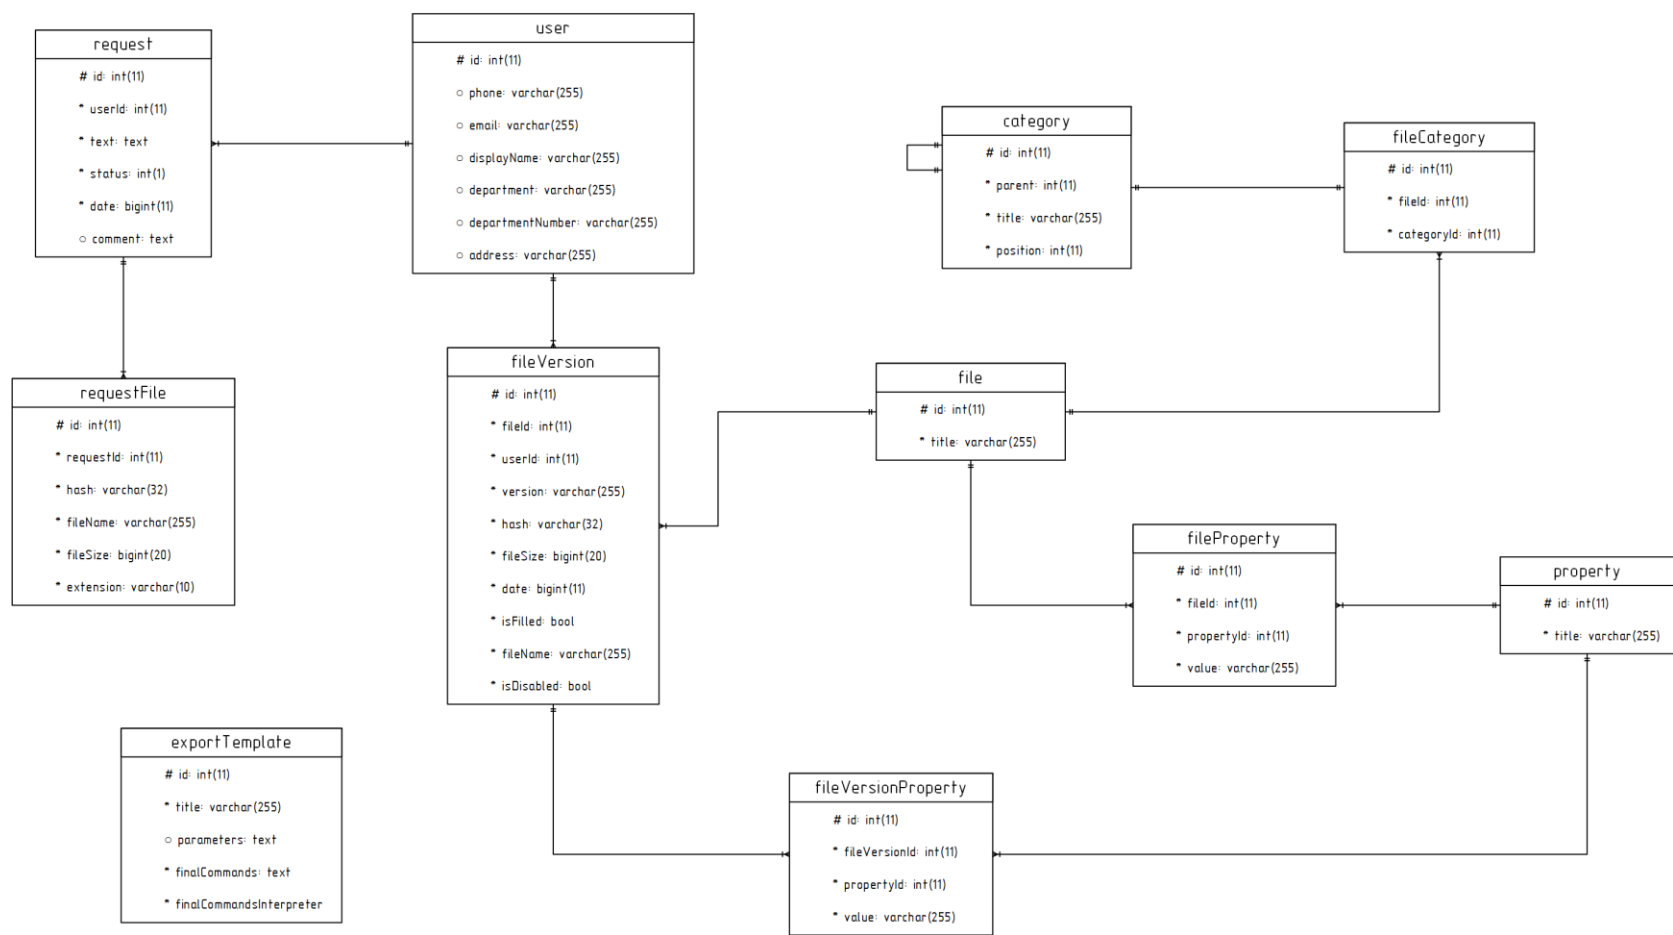 request
# id: int(11)
* userId: int(11)
* text: text
* status: int(1)
* date: bigint(11)
○ comment: text
user
# id: int(11)
○ phone: varchar(255)
○ email: varchar(255)
○ displayName: varchar(255)
○ department: varchar(255)
○ departmentNumber: varchar(255)
○ address: varchar(255)
category
# id: int(11)
* parent: int(11)
* title: varchar(255)
* position: int(11)
fileCategory
# id: int(11)
* fileId: int(11)
* categoryId: int(11)
requestFile
# id: int(11)
* requestId: int(11)
* hash: varchar(32)
* fileName: varchar(255)
* fileSize: bigint(20)
* extension: varchar(10)
fileVersion
# id: int(11)
* fileId: int(11)
* userId: int(11)
* version: varchar(255)
* hash: varchar(32)
* fileSize: bigint(20)
* date: bigint(11)
* isFilled: bool
* fileName: varchar(255)
* isDisabled: bool
file
# id: int(11)
* title: varchar(255)
fileProperty
# id: int(11)
* fileId: int(11)
* propertyId: int(11)
* value: varchar(255)
property
# id: int(11)
* title: varchar(255)
exportTemplate
# id: int(11)
* title: varchar(255)
○ parameters: text
* finalCommands: text
* finalCommandsInterpreter
fileVersionProperty
# id: int(11)
* fileVersionId: int(11)
* propertyId: int(11)
* value: varchar(255)